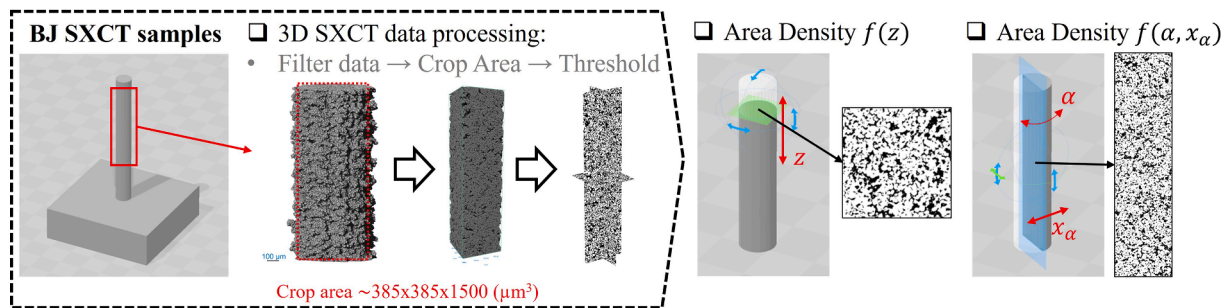 BJ SXCT samples
❑ 3D SXCT data processing:
• Filter data → Crop Area → Threshold
100 μm
Crop area ~385x385x1500 (μm³)
❑ Area Density f(z)
z
❑ Area Density f(α, xα)
α
xα